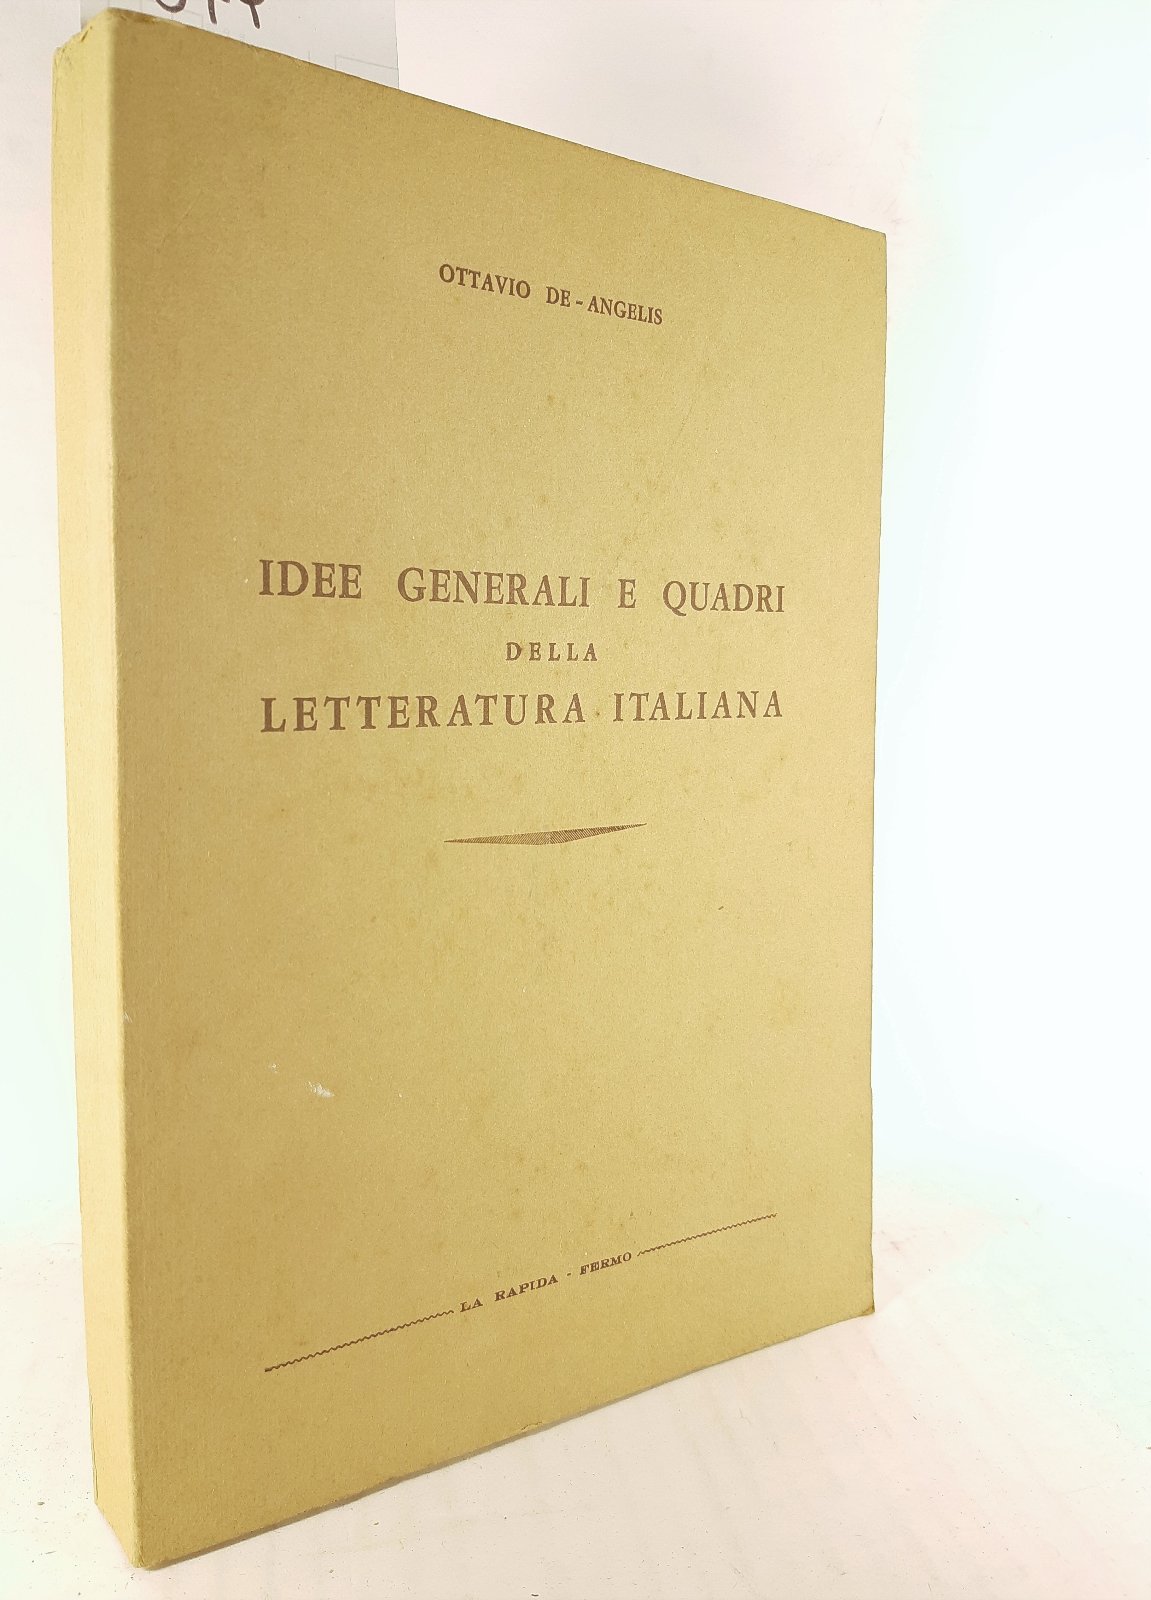 OTTAVIO DE-ANGELIS
IDEE GENERALI E QUADRI
DELLA
LETTERATURA ITALIANA
LA RAPIDA - FERMO